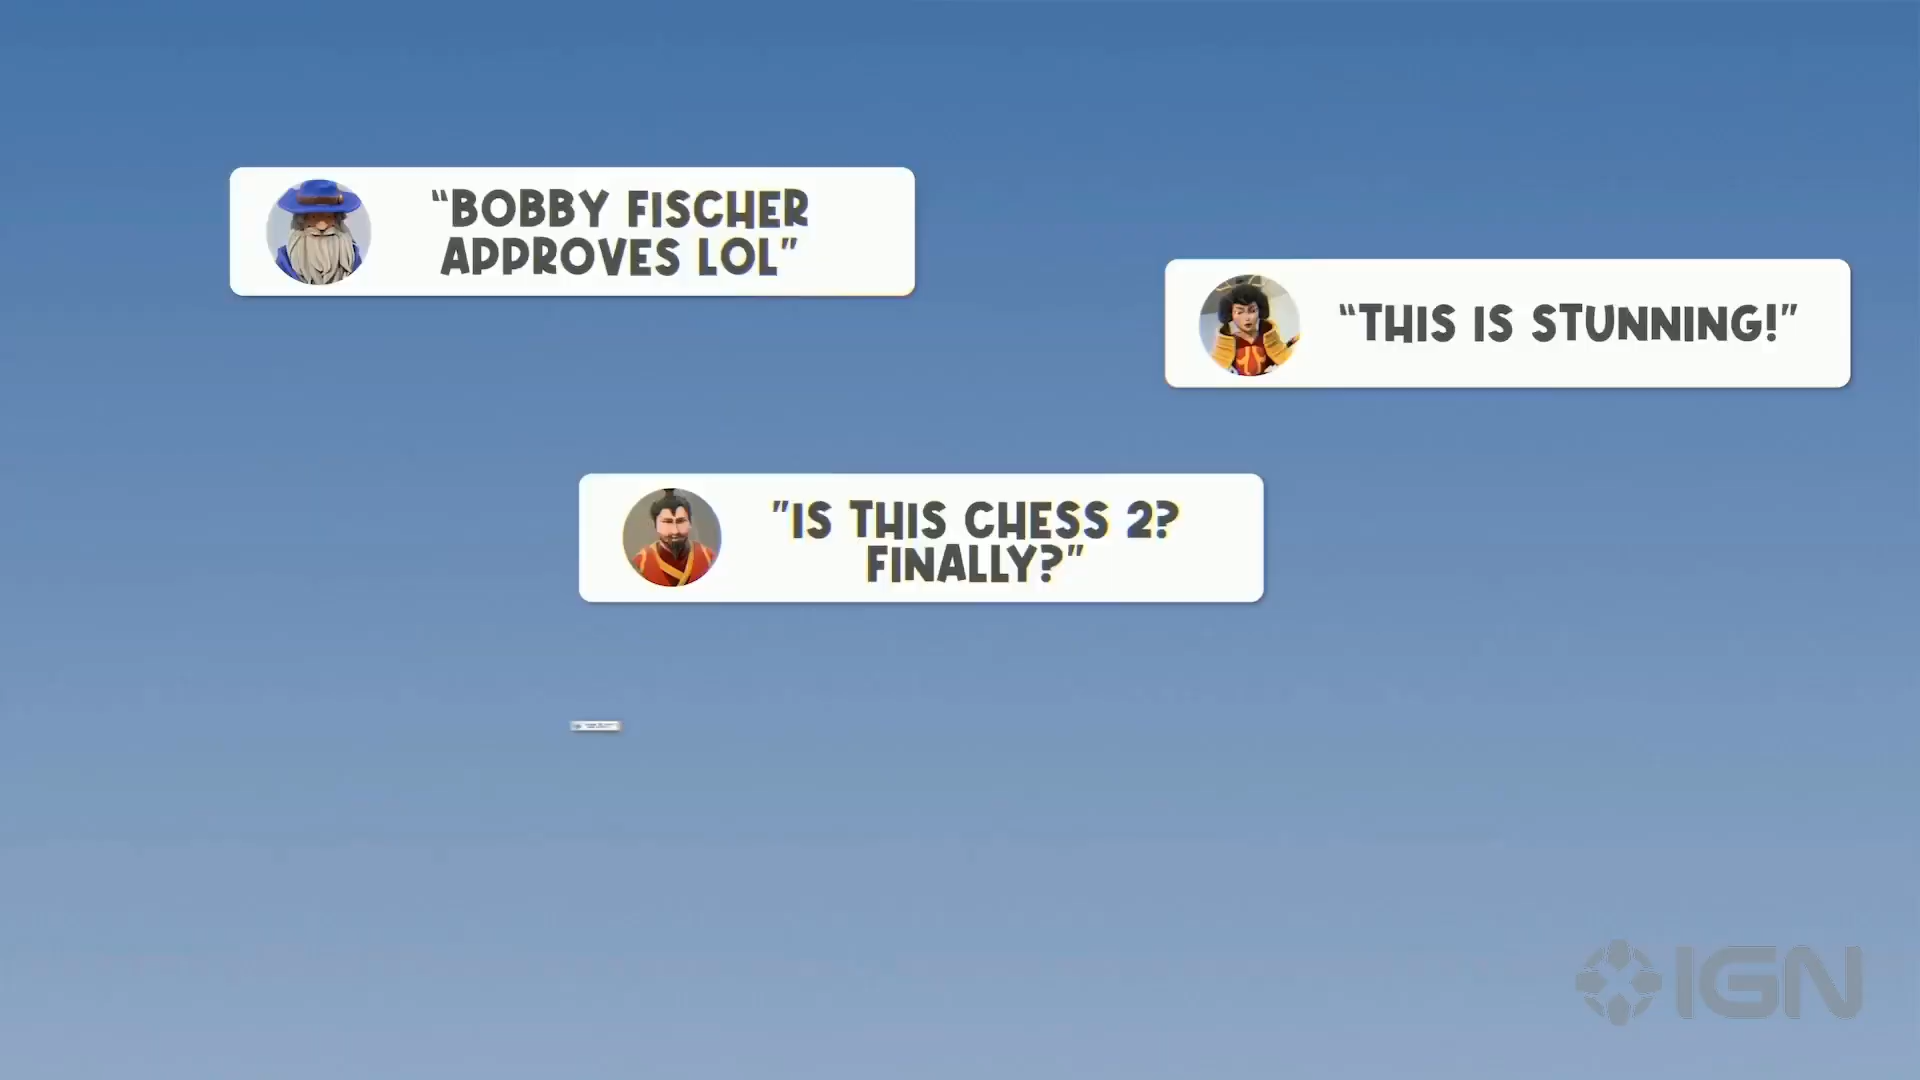 “BOBBY FISCHER
APPROVES LOL”
“THIS IS STUNNING!”
"IS THIS CHESS 2?
FINALLY?”
IGN